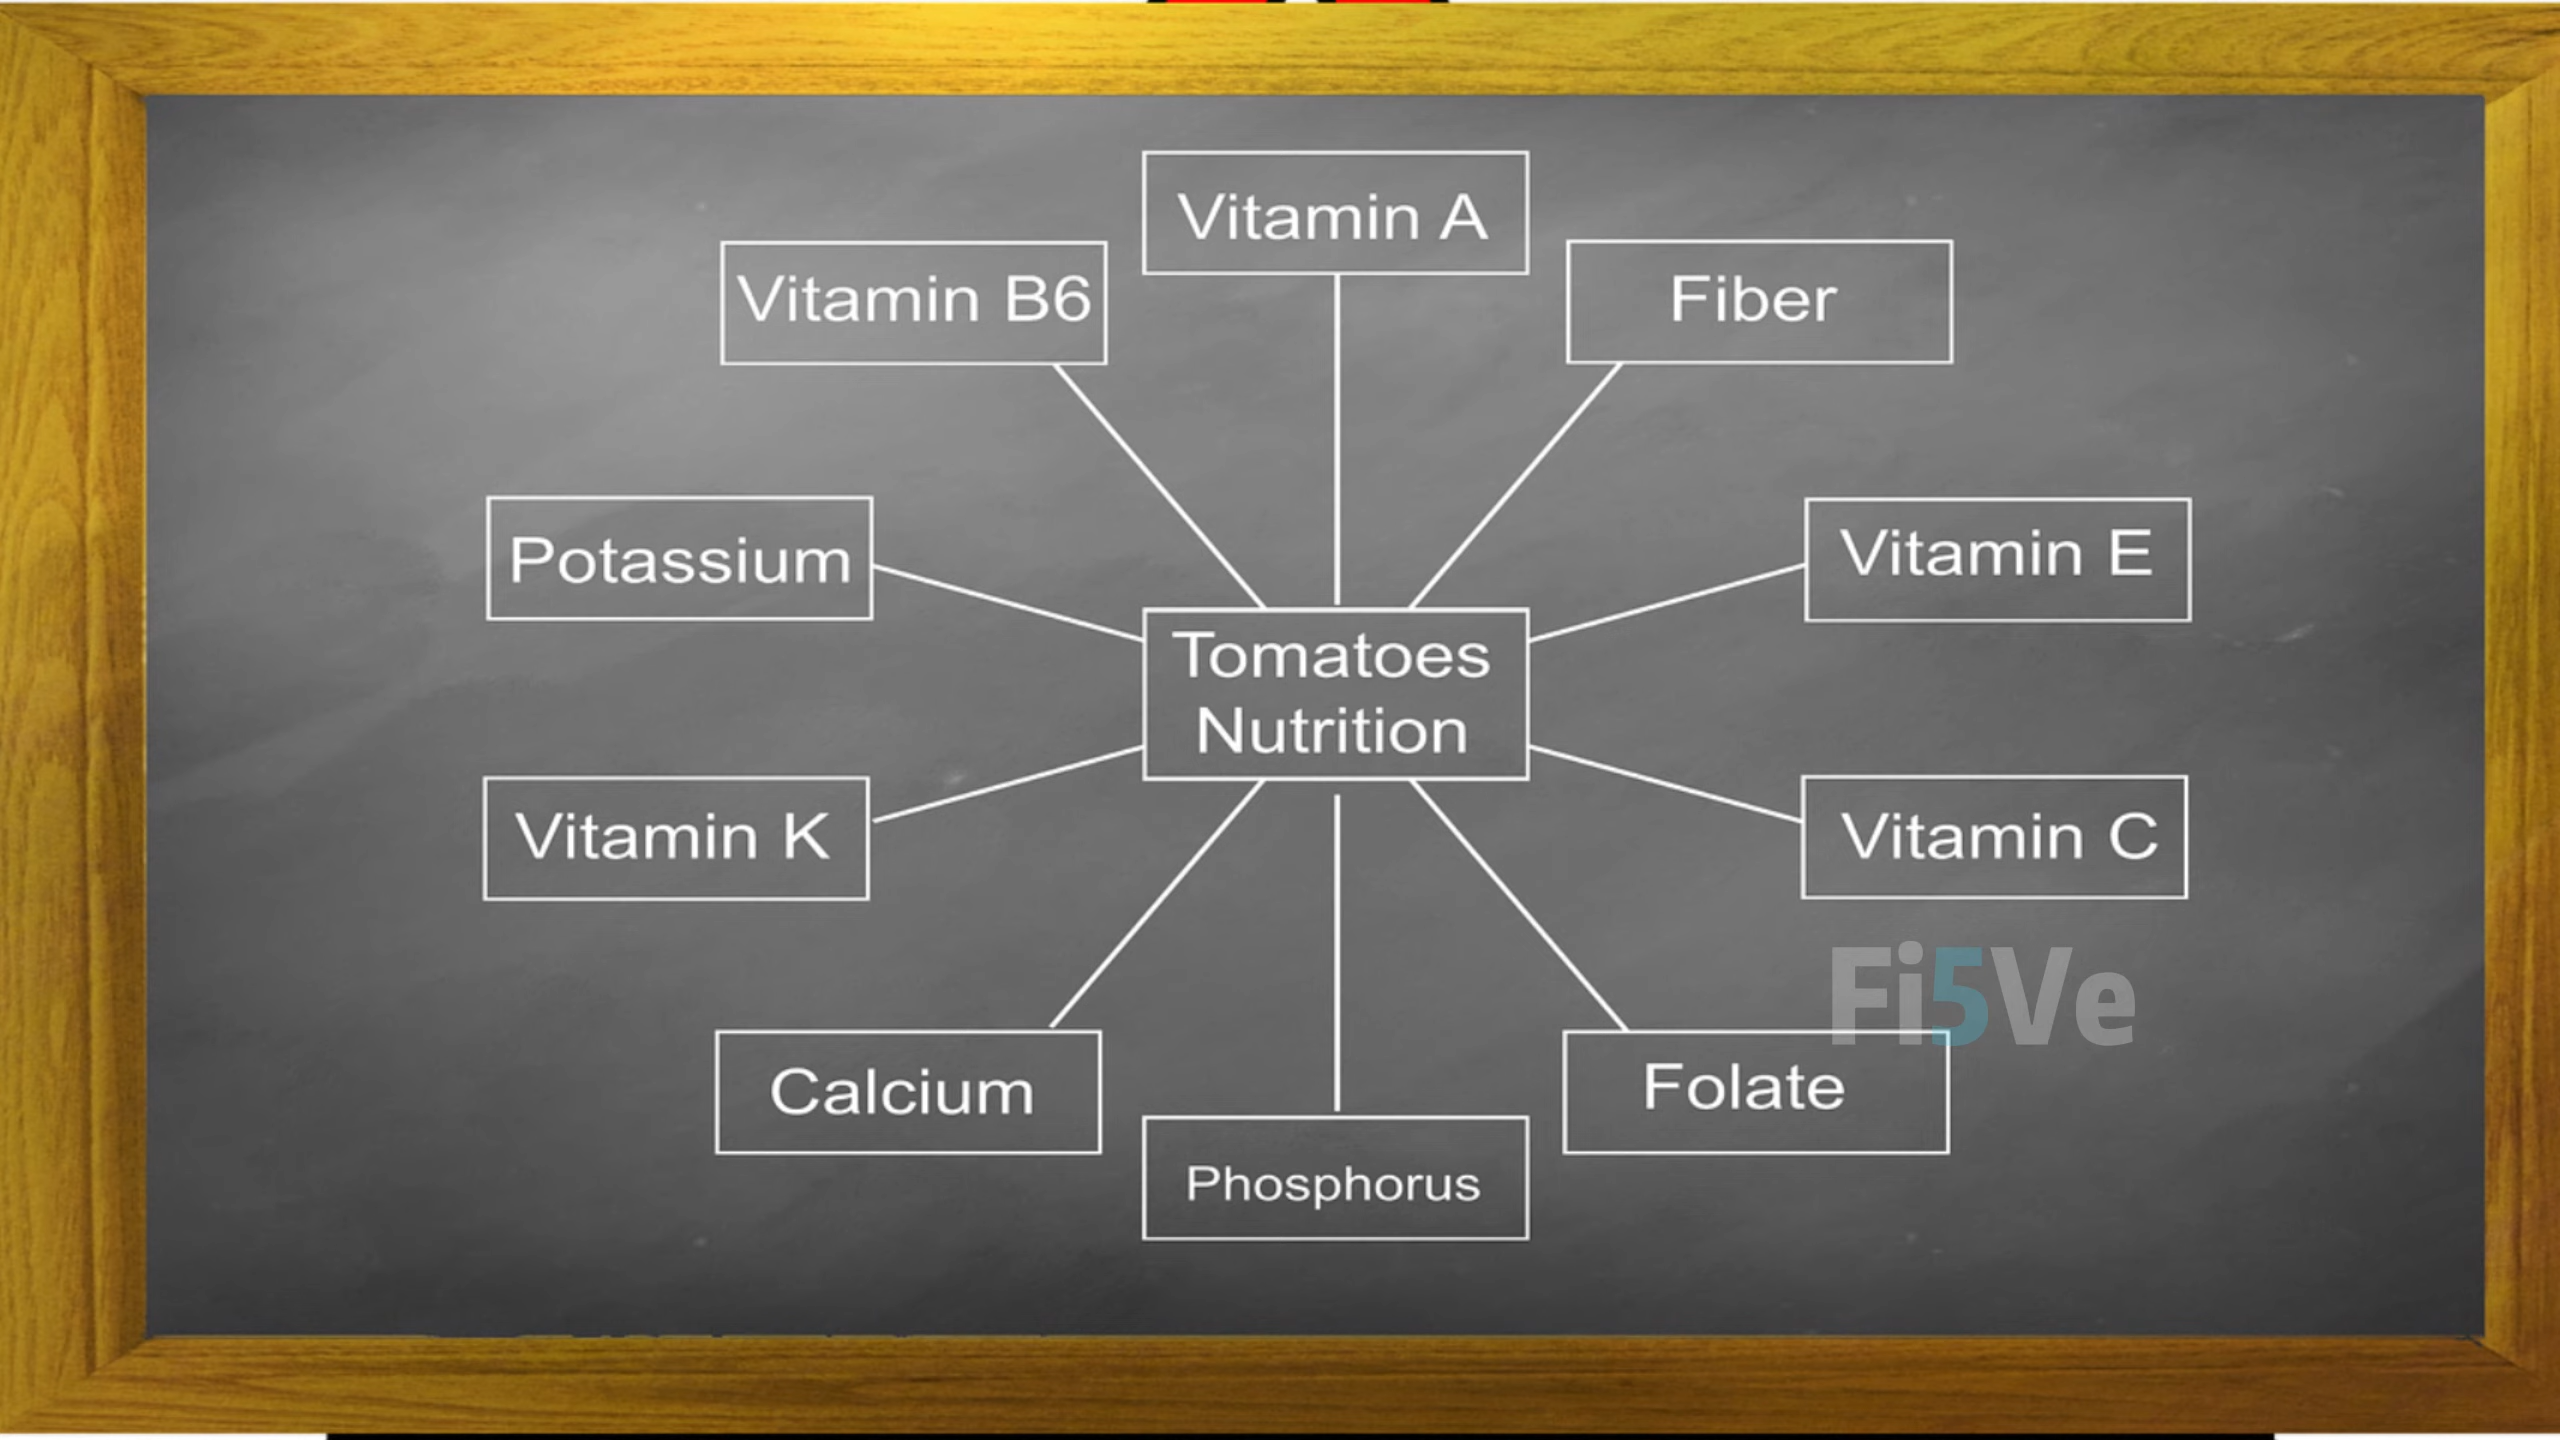 Vitamin A
Vitamin B6
Fiber
Potassium
Vitamin E
Tomatoes
Nutrition
Vitamin K
Vitamin C
Fi5Ve
Calcium
Folate
Phosphorus